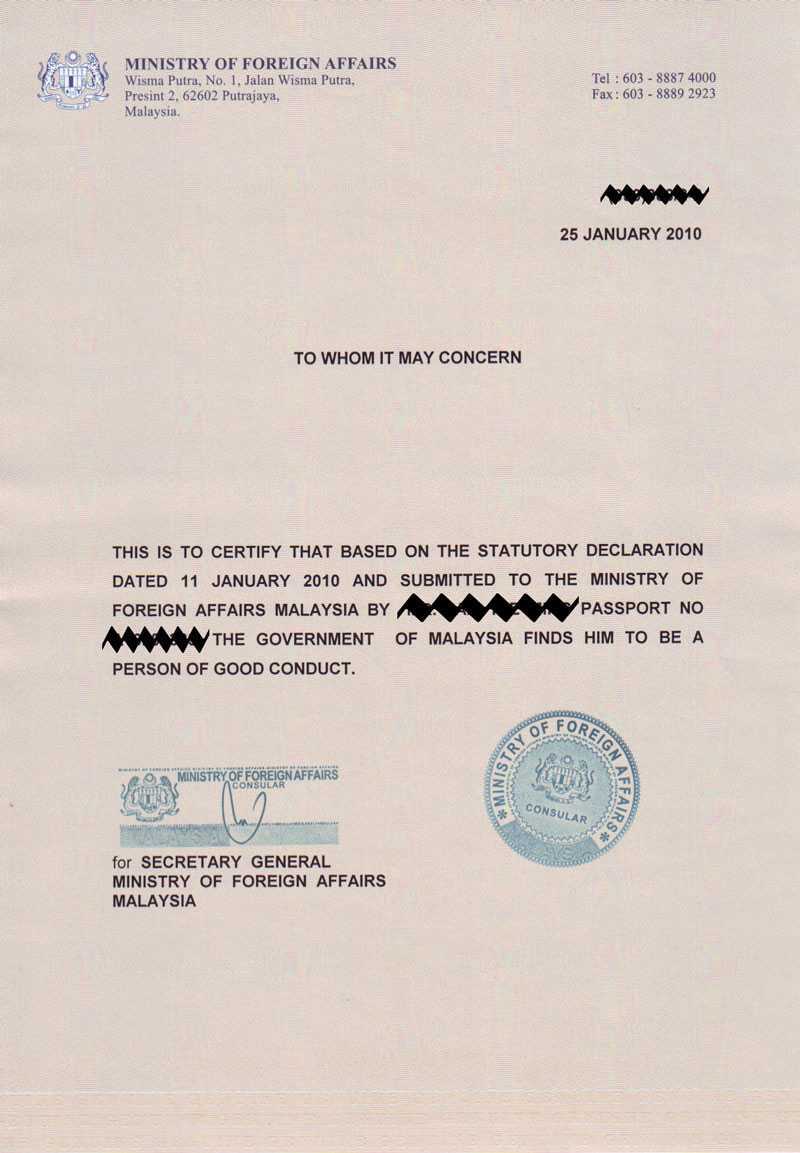 MINISTRY OF FOREIGN AFFAIRS
Wisma Putra, No. 1, Jalan Wisma Putra,
Presint 2, 62602 Putrajaya,
Malaysia.
Tel : 603 - 8887 4000
Fax : 603 - 8889 2923
25 JANUARY 2010
TO WHOM IT MAY CONCERN
THIS IS TO CERTIFY THAT BASED ON THE STATUTORY DECLARATION
DATED 11 JANUARY 2010 AND SUBMITTED TO THE MINISTRY OF
FOREIGN AFFAIRS MALAYSIA BY PASSPORT NO
THE GOVERNMENT OF MALAYSIA FINDS HIM TO BE A
PERSON OF GOOD CONDUCT.
MINISTRY OF FOREIGN AFFAIRS
CONSULAR
*MINISTRY OF FOREIGN AFFAIRS*
CONSULAR
for SECRETARY GENERAL
MINISTRY OF FOREIGN AFFAIRS
MALAYSIA